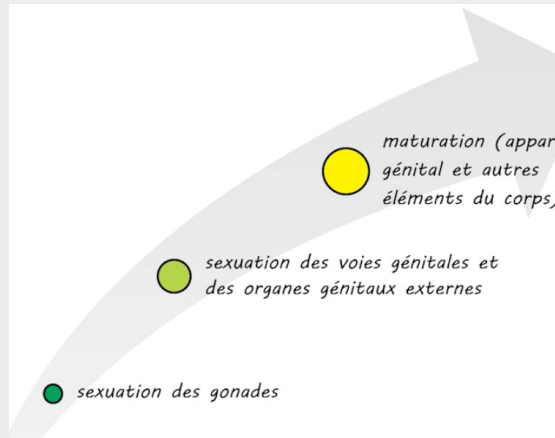 maturation (appar
génital et autres
éléments du corps)
sexuation des voies génitales et
des organes génitaux externes
sexuation des gonades